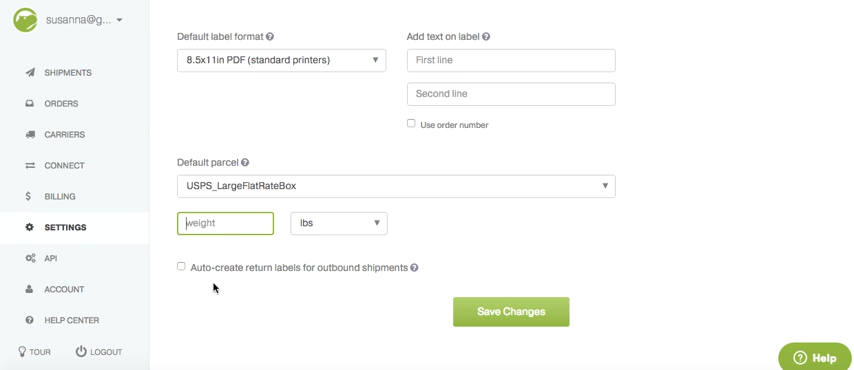 susanna@g...
SHIPMENTS
ORDERS
CARRIERS
CONNECT
BILLING
SETTINGS
API
ACCOUNT
HELP CENTER
TOUR
LOGOUT
Default label format
8.5x11in PDF (standard printers)
Add text on label
First line
Second line
Use order number
Default parcel
USPS_LargeFlatRateBox
weight
lbs
Auto-create return labels for outbound shipments
Save Changes
Help